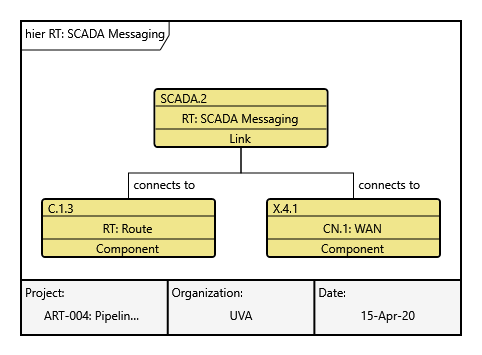 hier RT: SCADA Messaging
SCADA.2
RT: SCADA Messaging
Link
connects to
connects to
C.1.3
RT: Route
Component
X.4.1
CN.1: WAN
Component
Project:
ART-004: Pipelin...
Organization:
UVA
Date:
15-Apr-20